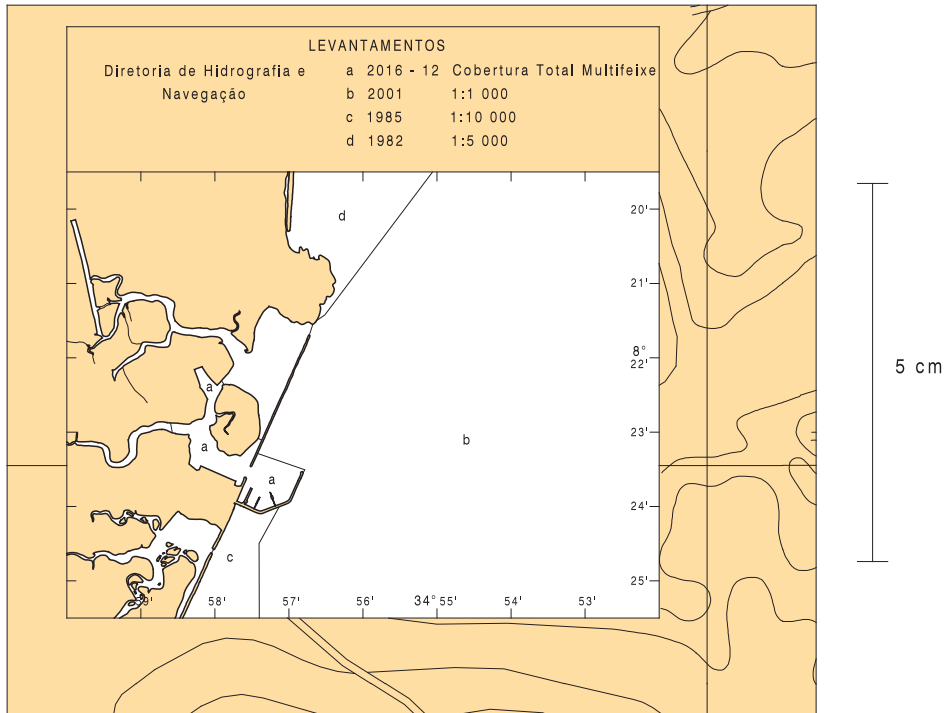 LEVANTAMENTOS
Diretoria de Hidrografia e
Navegação
a 2016 - 12 Cobertura Total Multifeixe
b 2001 1:1 000
c 1985 1:10 000
d 1982 1:5 000
d
20'
21'
8°
22'
5 cm
a
b
23'
a
a
24'
c
25'
59' 58' 57' 56' 34° 55' 54' 53'